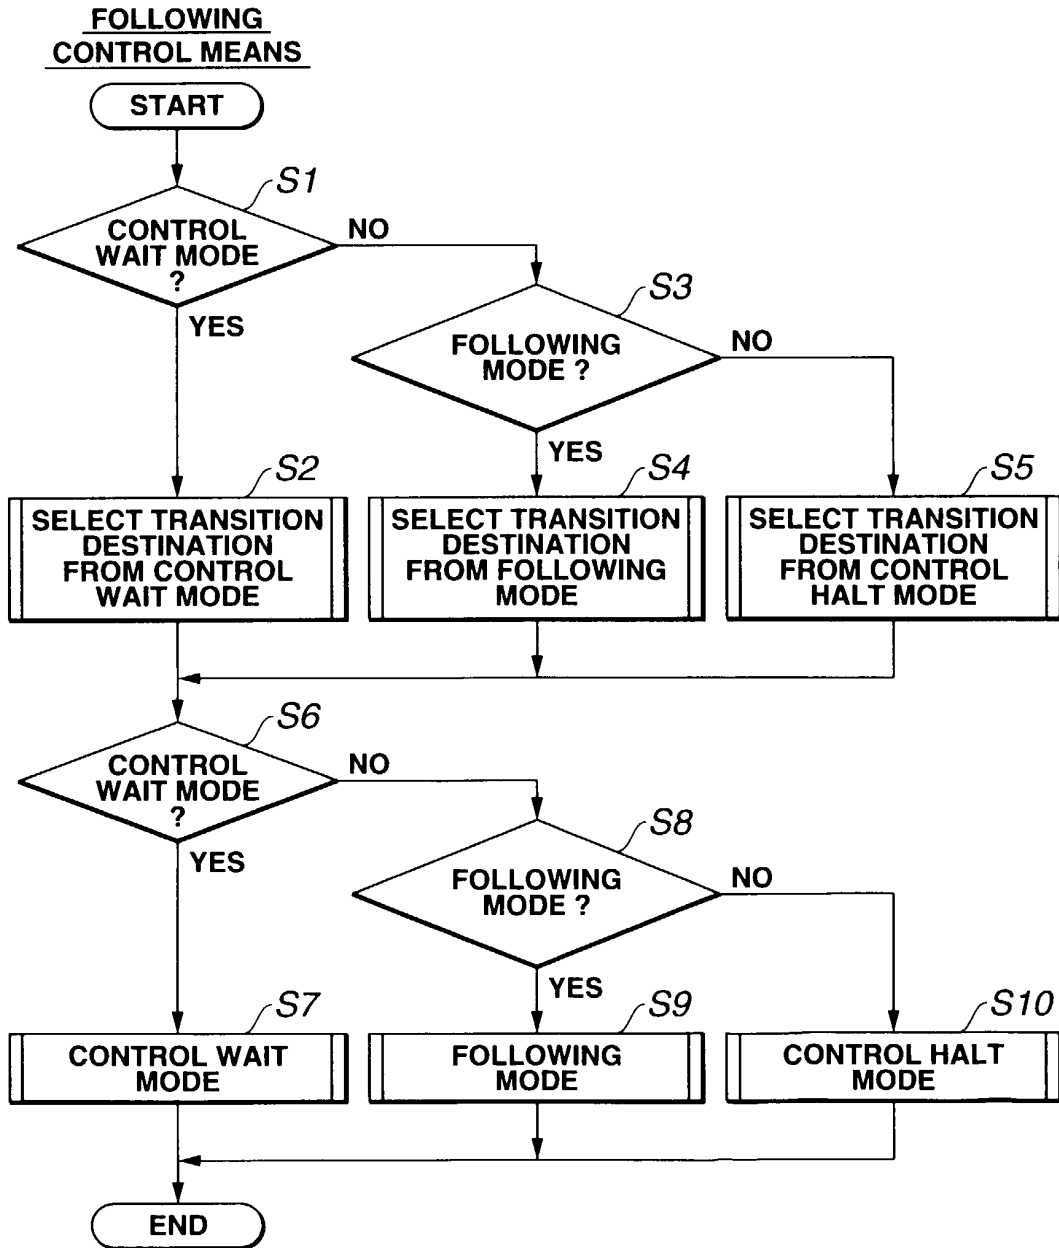 FOLLOWING
CONTROL MEANS
START
S1
CONTROL
WAIT MODE
?
NO
YES
S3
FOLLOWING
MODE ?
NO
YES
S2
SELECT TRANSITION
DESTINATION
FROM CONTROL
WAIT MODE
S4
SELECT TRANSITION
DESTINATION
FROM FOLLOWING
MODE
S5
SELECT TRANSITION
DESTINATION
FROM CONTROL
HALT MODE
S6
CONTROL
WAIT MODE
?
NO
YES
S8
FOLLOWING
MODE ?
NO
YES
S7
CONTROL WAIT
MODE
S9
FOLLOWING
MODE
S10
CONTROL HALT
MODE
END